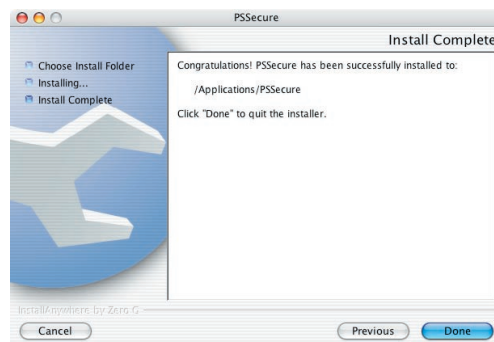 PSSecure
Install Complete
Choose Install Folder
Installing...
Install Complete
Congratulations! PSSecure has been successfully installed to:
/Applications/PSSecure
Click "Done" to quit the installer.
InstallAnywhere by Zero G
Cancel
Previous
Done